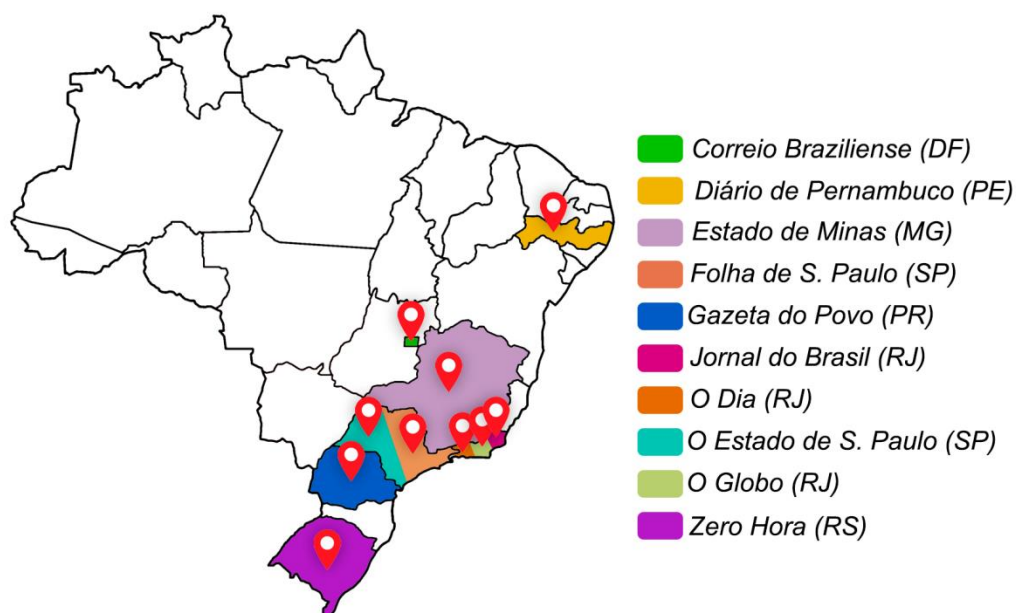 Correio Braziliense (DF)
Diário de Pernambuco (PE)
Estado de Minas (MG)
Folha de S. Paulo (SP)
Gazeta do Povo (PR)
Jornal do Brasil (RJ)
O Dia (RJ)
O Estado de S. Paulo (SP)
O Globo (RJ)
Zero Hora (RS)